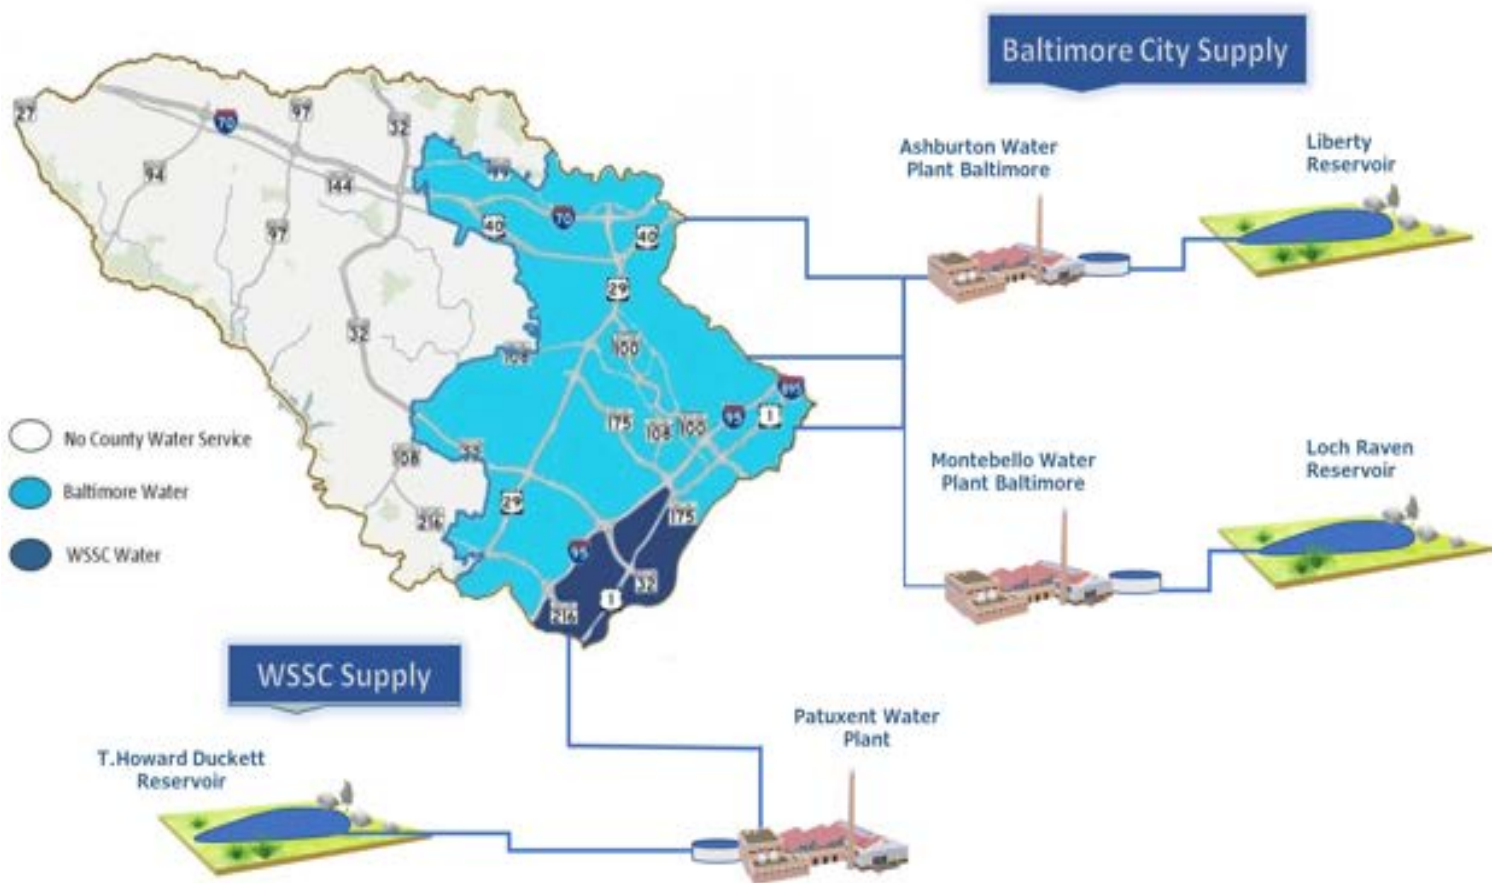 Baltimore City Supply
Ashburton Water
Plant Baltimore
Liberty
Reservoir
27
70
97
32
94
144
99
40
70
40
97
29
32
108
100
895
95
1
175
108
100
No County Water Service
Baltimore Water
WSSC Water
108
32
29
216
175
95
32
1
216
Montebello Water
Plant Baltimore
Loch Raven
Reservoir
WSSC Supply
T.Howard Duckett
Reservoir
Patuxent Water
Plant